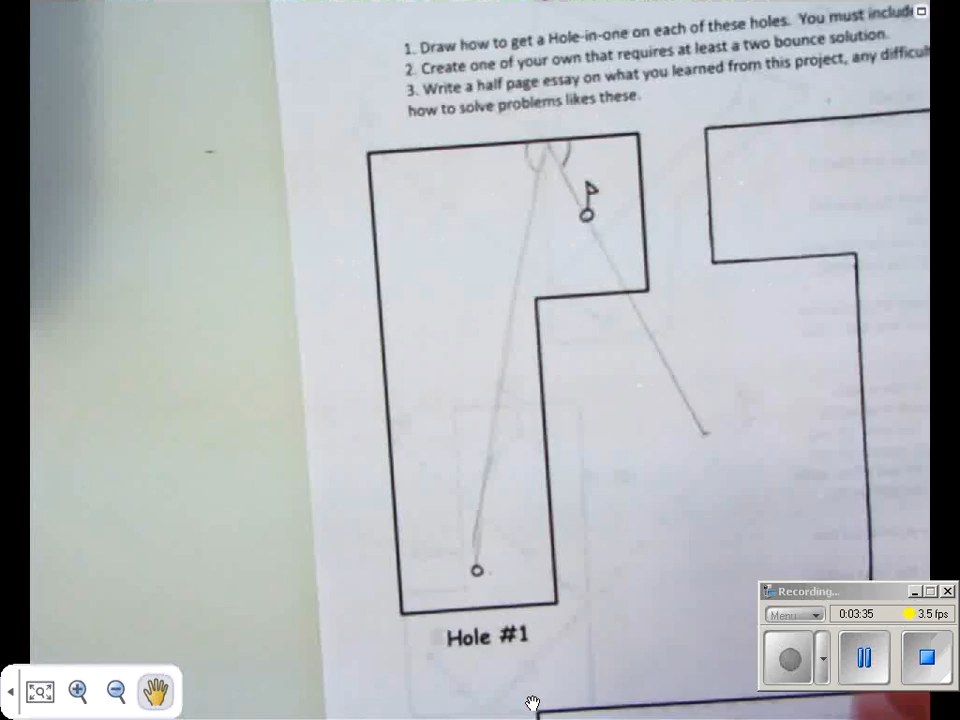 1. Draw how to get a Hole-in-one on each of these holes. You must include
2. Create one of your own that requires at least a two bounce solution.
3. Write a half page essay on what you learned from this project, any
how to solve problems likes these.
Hole #1
Recording...
Menu
0:03:35
3.5 fps